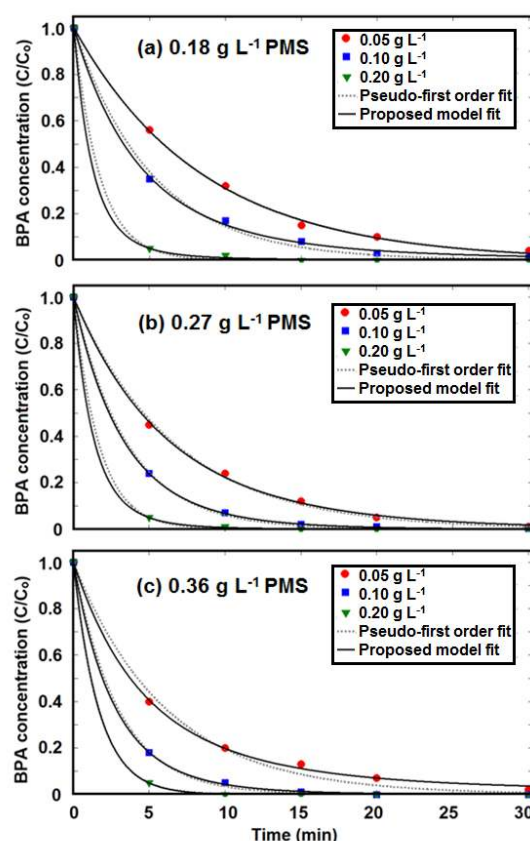 (a) 0.18 g L⁻¹ PMS
0.05 g L⁻¹
0.10 g L⁻¹
0.20 g L⁻¹
Pseudo-first order fit
Proposed model fit
BPA concentration (C/Cₒ)
1.0
0.8
0.6
0.4
0.2
0
(b) 0.27 g L⁻¹ PMS
0.05 g L⁻¹
0.10 g L⁻¹
0.20 g L⁻¹
Pseudo-first order fit
Proposed model fit
BPA concentration (C/Cₒ)
1.0
0.8
0.6
0.4
0.2
0
(c) 0.36 g L⁻¹ PMS
0.05 g L⁻¹
0.10 g L⁻¹
0.20 g L⁻¹
Pseudo-first order fit
Proposed model fit
BPA concentration (C/Cₒ)
1.0
0.8
0.6
0.4
0.2
0
0 5 10 15 20 25 30
Time (min)